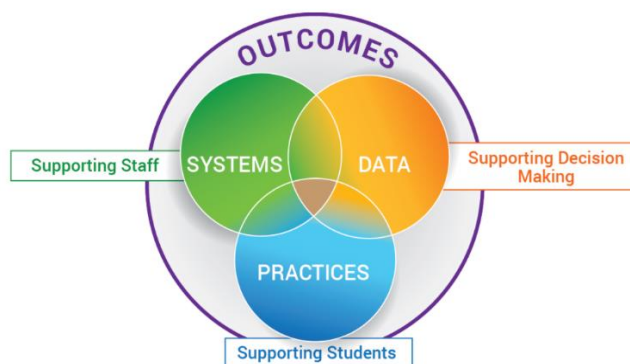 OUTCOMES
Supporting Staff
SYSTEMS
DATA
Supporting Decision
Making
PRACTICES
Supporting Students